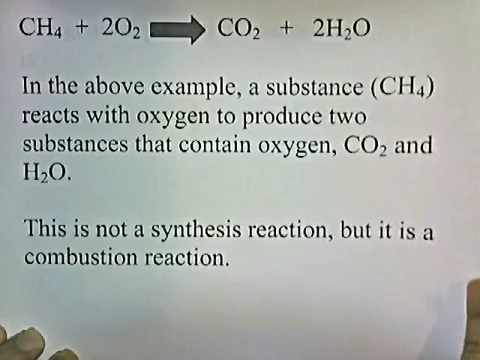 CH₄ + 2O₂ → CO₂ + 2H₂O
In the above example, a substance (CH₄)
reacts with oxygen to produce two
substances that contain oxygen, CO₂ and
H₂O.
This is not a synthesis reaction, but it is a
combustion reaction.